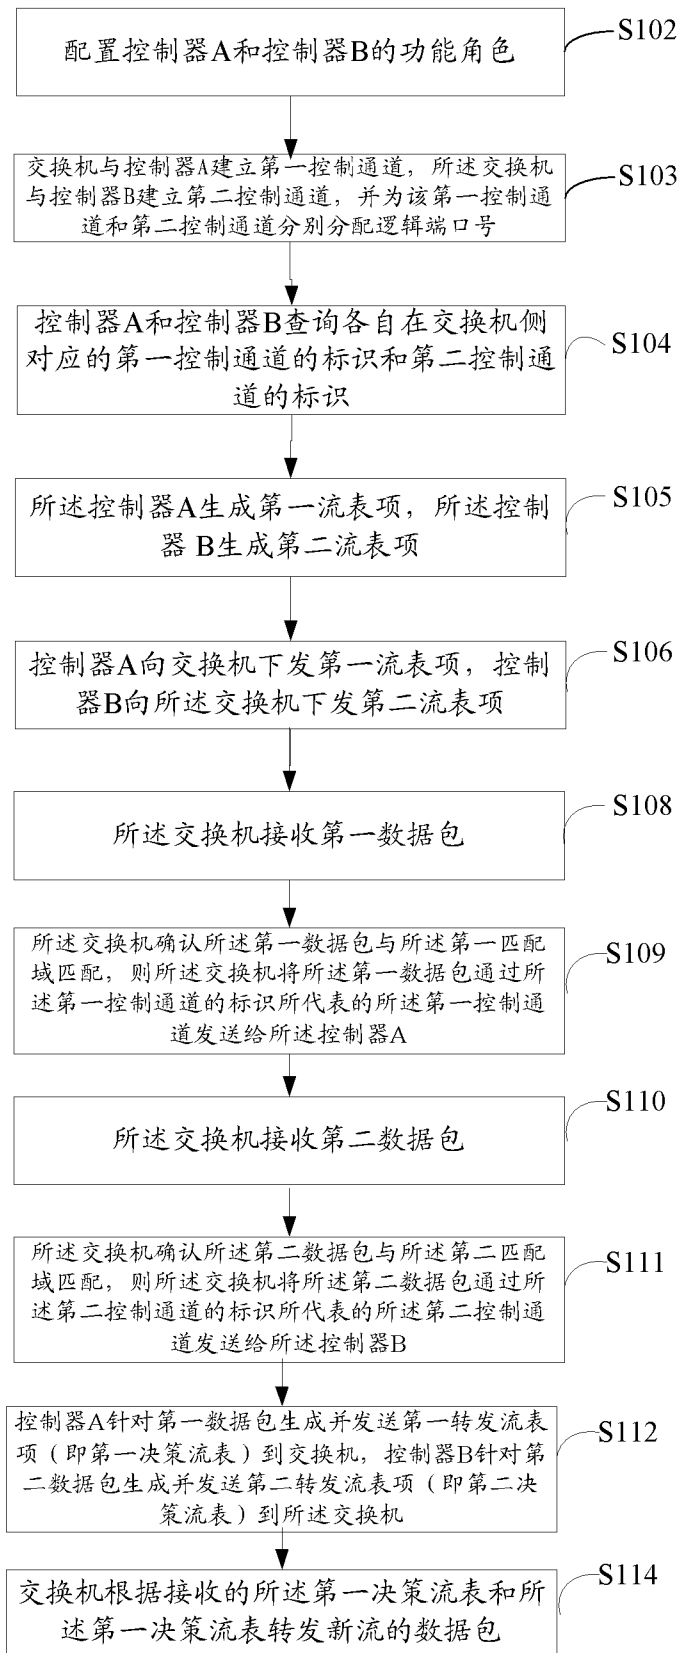 配置控制器A和控制器B的功能角色
S102
交换机与控制器A建立第一控制通道，所述交换机
与控制器B建立第二控制通道，并为该第一控制通
道和第二控制通道分别分配逻辑端口号
S103
控制器A和控制器B查询各自在交换机侧
对应的第一控制通道的标识和第二控制通
道的标识
S104
所述控制器A生成第一流表项，所述控制
器 B生成第二流表项
S105
控制器A向交换机下发第一流表项，控制
器B向所述交换机下发第二流表项
S106
所述交换机接收第一数据包
S108
所述交换机确认所述第一数据包与所述第一匹配
域匹配，则所述交换机将所述第一数据包通过所
述第一控制通道的标识所代表的所述第一控制通
道发送给所述控制器A
S109
所述交换机接收第二数据包
S110
所述交换机确认所述第二数据包与所述第二匹配
域匹配，则所述交换机将所述第二数据包通过所
述第二控制通道的标识所代表的所述第二控制通
道发送给所述控制器B
S111
控制器A针对第一数据包生成并发送第一转发流表
项（即第一决策流表）到交换机，控制器B针对第
二数据包生成并发送第二转发流表项（即第二决
策流表）到所述交换机
S112
交换机根据接收的所述第一决策流表和所
述第一决策流表转发新流的数据包
S114